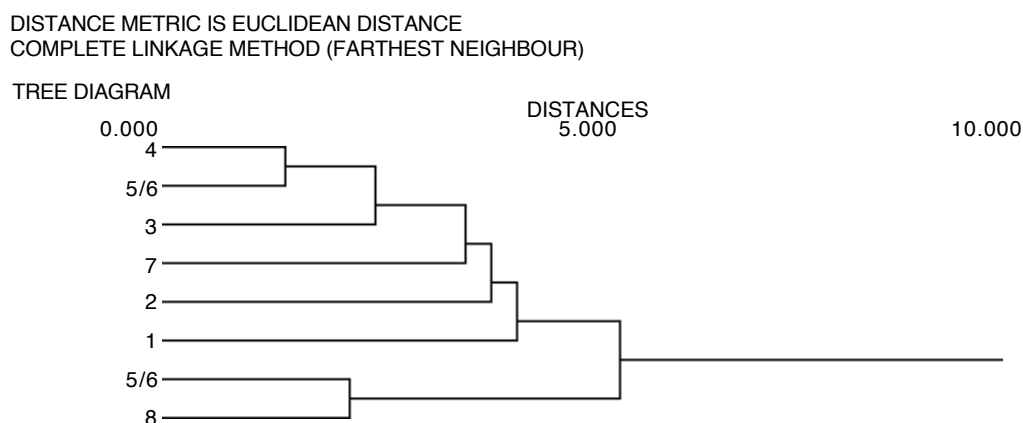 DISTANCE METRIC IS EUCLIDEAN DISTANCE
COMPLETE LINKAGE METHOD (FARTHEST NEIGHBOUR)
TREE DIAGRAM
DISTANCES
0.000 5.000 10.000
4
5/6
3
7
2
1
5/6
8